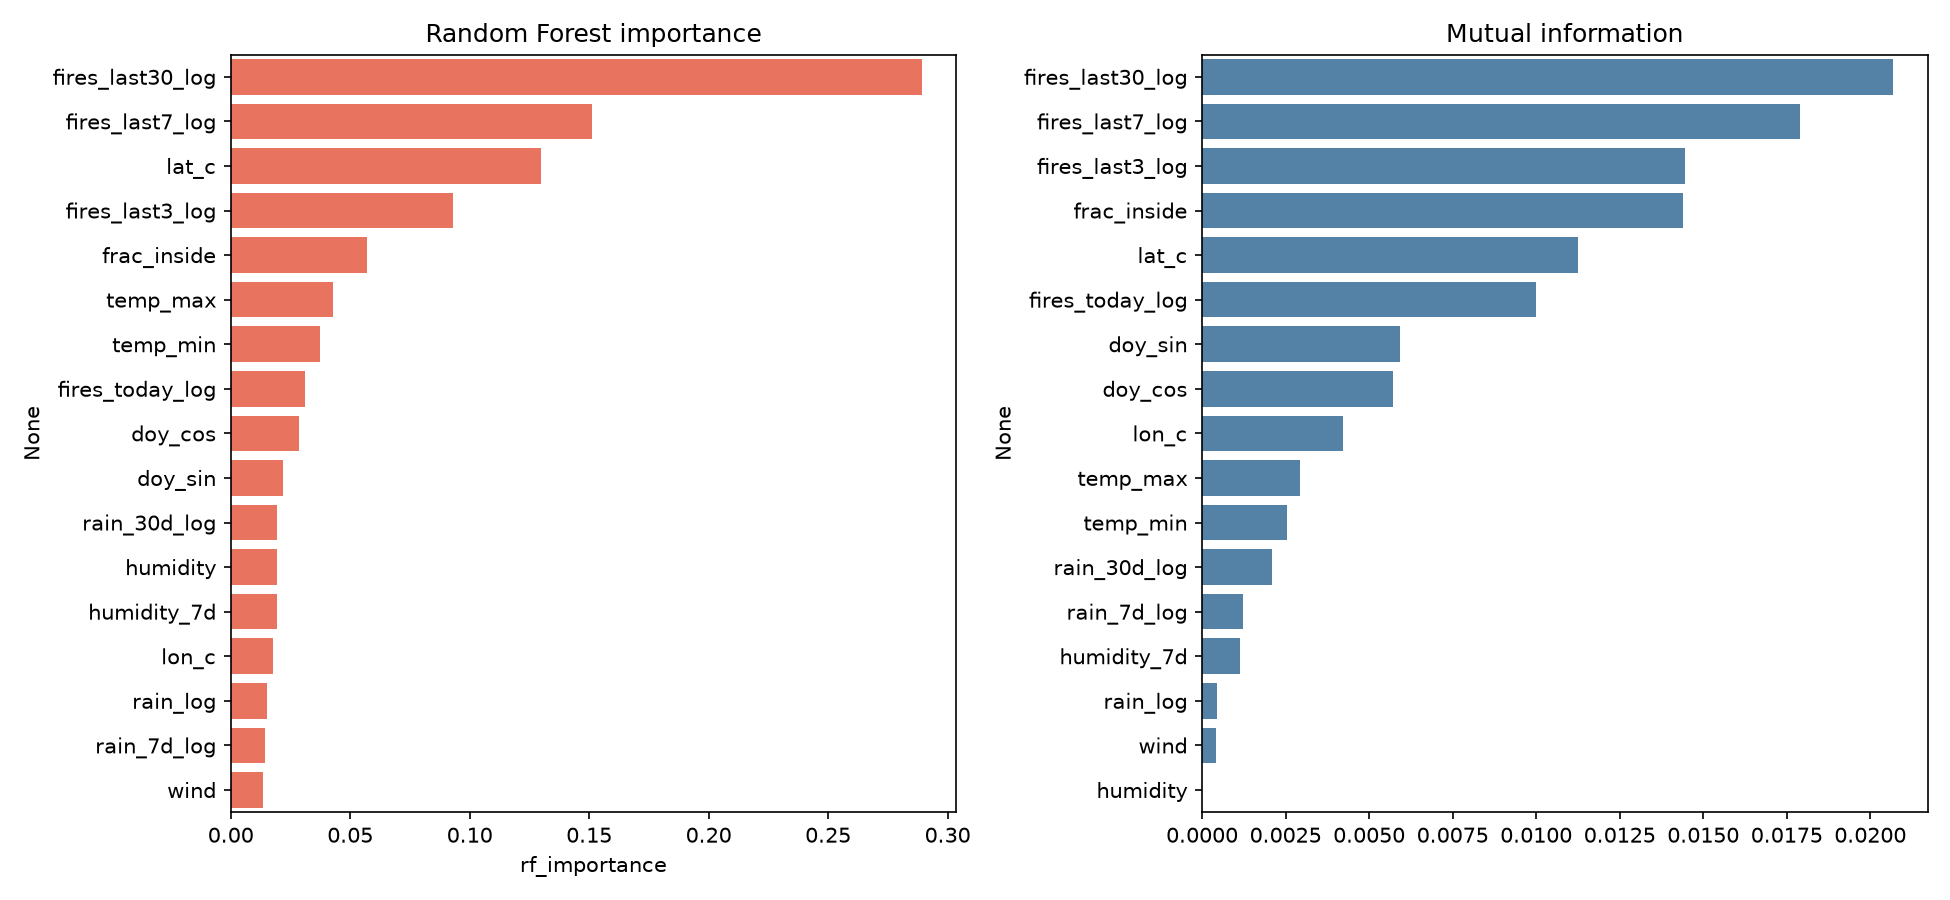 Random Forest importance
fires_last30_log
fires_last7_log
lat_c
fires_last3_log
frac_inside
temp_max
temp_min
fires_today_log
doy_cos
doy_sin
rain_30d_log
humidity
humidity_7d
lon_c
rain_log
rain_7d_log
wind
None
0.00 0.05 0.10 0.15 0.20 0.25 0.30
rf_importance
Mutual information
fires_last30_log
fires_last7_log
fires_last3_log
frac_inside
lat_c
fires_today_log
doy_sin
doy_cos
lon_c
temp_max
temp_min
rain_30d_log
rain_7d_log
humidity_7d
rain_log
wind
humidity
None
0.0000 0.0025 0.0050 0.0075 0.0100 0.0125 0.0150 0.0175 0.0200